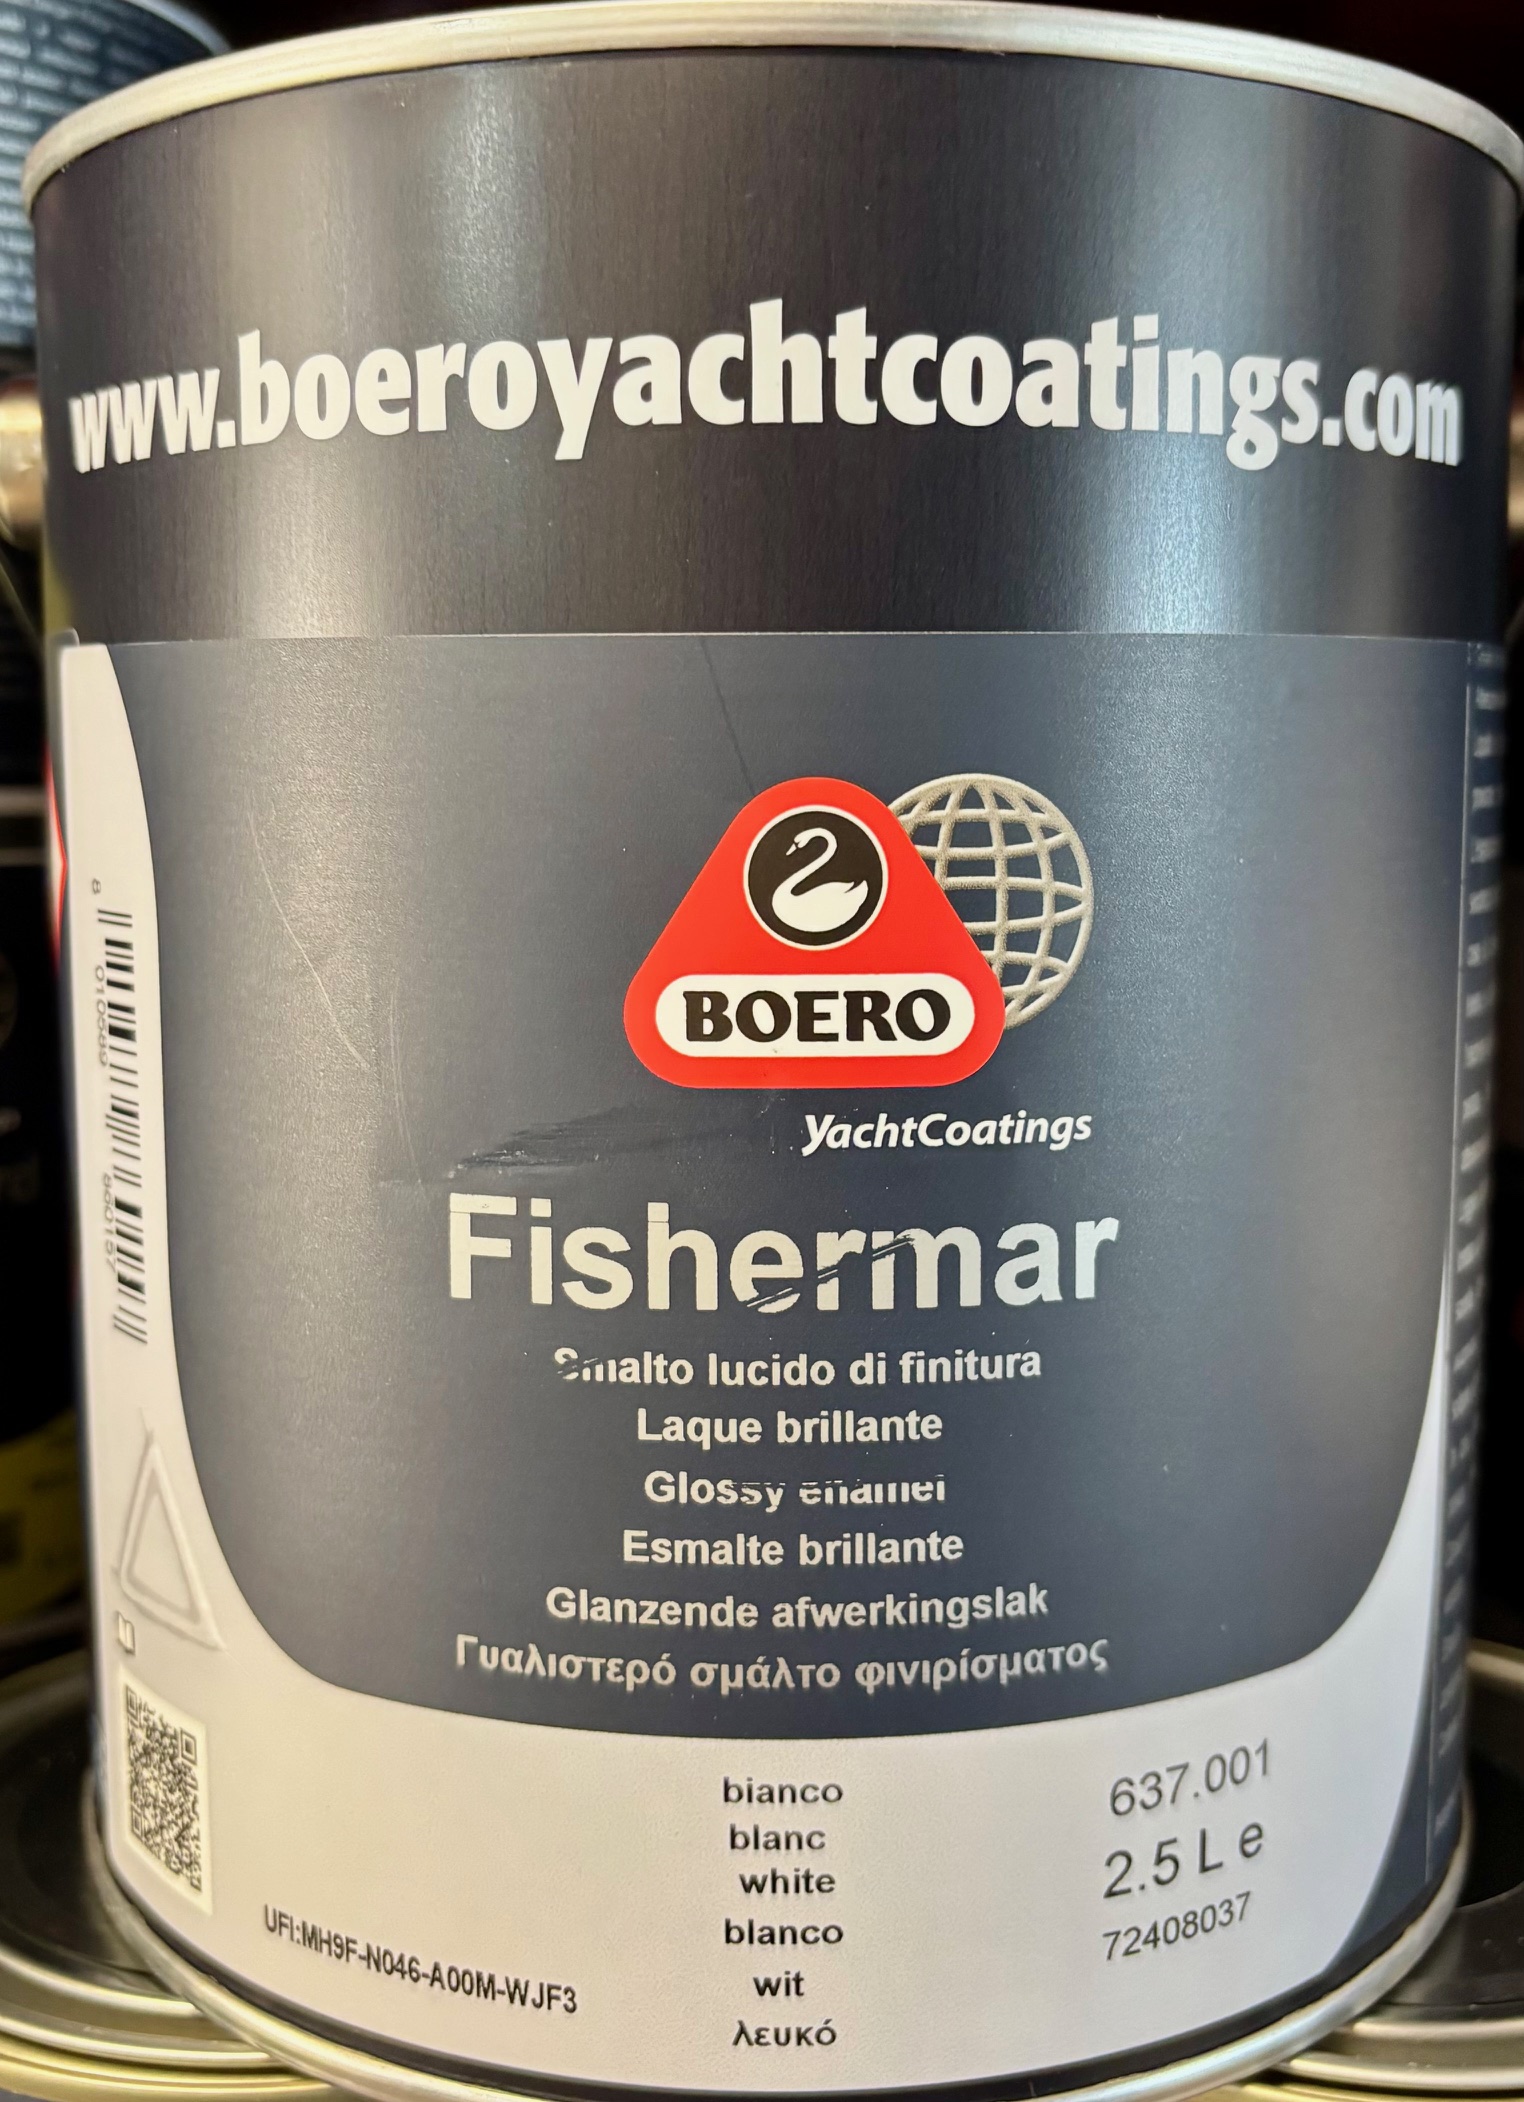 www.boeroyachtcoatings.com
BOERO
YachtCoatings
Fishermar
Smalto lucido di finitura
Laque brillante
Glossy enamel
Esmalte brillante
Glanzende afwerkingslak
Γυαλιστερό σμάλτο φινιρίσματος
bianco
blanc
white
blanco
wit
λευκό
637.001
2.5 L e
72408037
UFI:MH9F-N046-A00M-WJF3